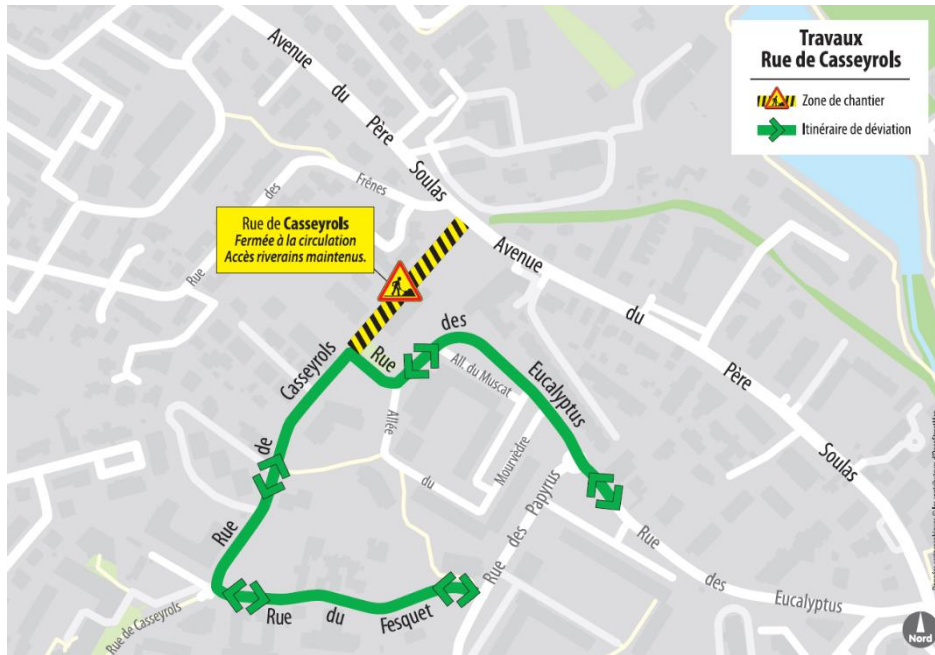 Travaux
Rue de Casseyrols
Zone de chantier
Itinéraire de déviation
Avenue du Père Soulas
Rue des Frênes
Rue de Casseyrols
Fermée à la circulation
Accès riverains maintenus.
Avenue du Père Soulas
Rue de Casseyrols
Rue des Eucalyptus
All. du Muscat
Allée du Mourvèdre
Rue des Papyrus
Rue des Eucalyptus
Rue du Fesquet
Rue de Casseyrols
Nord